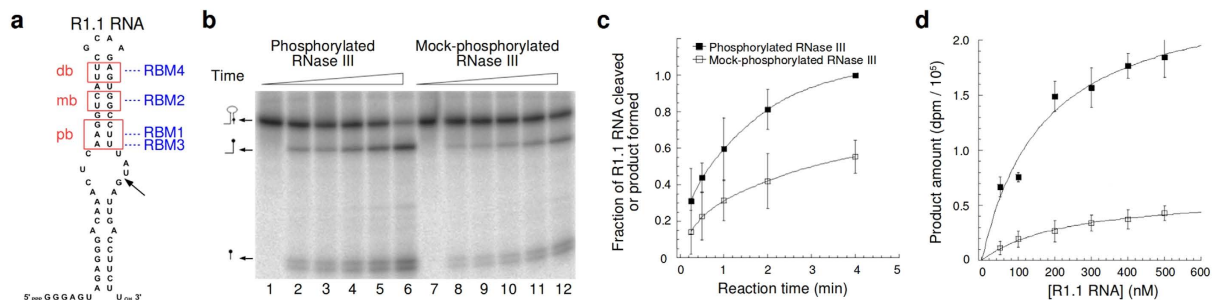 a
R1.1 RNA
db
mb
pb
RBM4
RBM2
RBM1
RBM3
5' ppp G G G A G U
U OH 3'
b
Phosphorylated
RNase III
Mock-phosphorylated
RNase III
Time
1 2 3 4 5 6 7 8 9 10 11 12
c
Fraction of R1.1 RNA cleaved
or product formed
Phosphorylated RNase III
Mock-phosphorylated RNase III
1.0
0.8
0.6
0.4
0.2
0
0 1 2 3 4 5
Reaction time (min)
d
Product amount (dpm / 10⁵)
2.0
1.5
1.0
0.5
0.0
0 100 200 300 400 500 600
[R1.1 RNA] (nM)